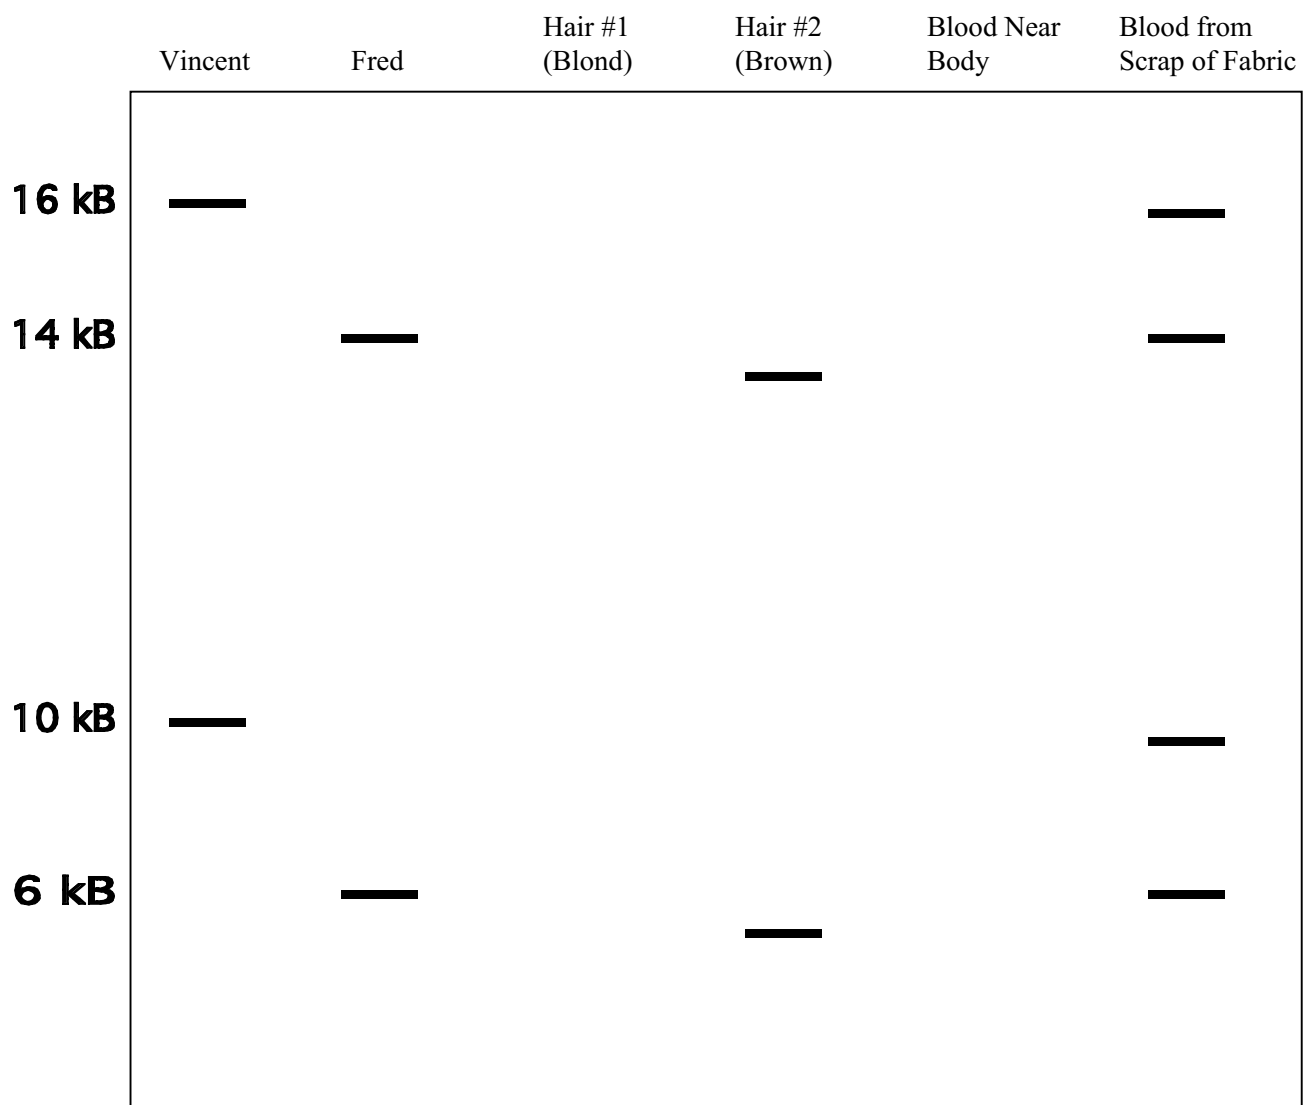 Vincent
Fred
Hair #1
(Blond)
Hair #2
(Brown)
Blood Near
Body
Blood from
Scrap of Fabric
16 kB
14 kB
10 kB
6 kB